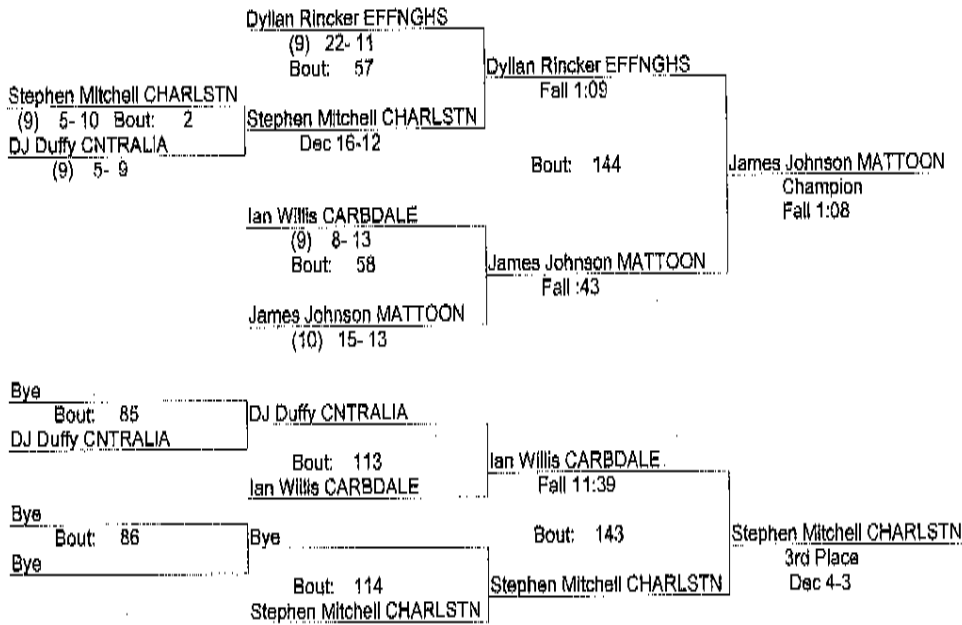 Dyllan Rincker EFFNGHS
(9) 22- 11
Bout: 57
Dyllan Rincker EFFNGHS
Fall 1:09
Stephen Mitchell CHARLSTN
(9) 5- 10 Bout: 2
Stephen Mitchell CHARLSTN
Dec 16-12
DJ Duffy CNTRALIA
(9) 5- 9
Bout: 144
James Johnson MATTOON
Champion
Fall 1:08
Ian Willis CARBDALE
(9) 8- 13
Bout: 58
James Johnson MATTOON
Fall :43
James Johnson MATTOON
(10) 15- 13
Bye
Bout: 85
DJ Duffy CNTRALIA
DJ Duffy CNTRALIA
Bout: 113
Ian Willis CARBDALE
Fall 11:39
Ian Willis CARBDALE
Bye
Bout: 86
Bye
Bye
Bout: 143
Stephen Mitchell CHARLSTN
3rd Place
Dec 4-3
Bout: 114
Stephen Mitchell CHARLSTN
Stephen Mitchell CHARLSTN